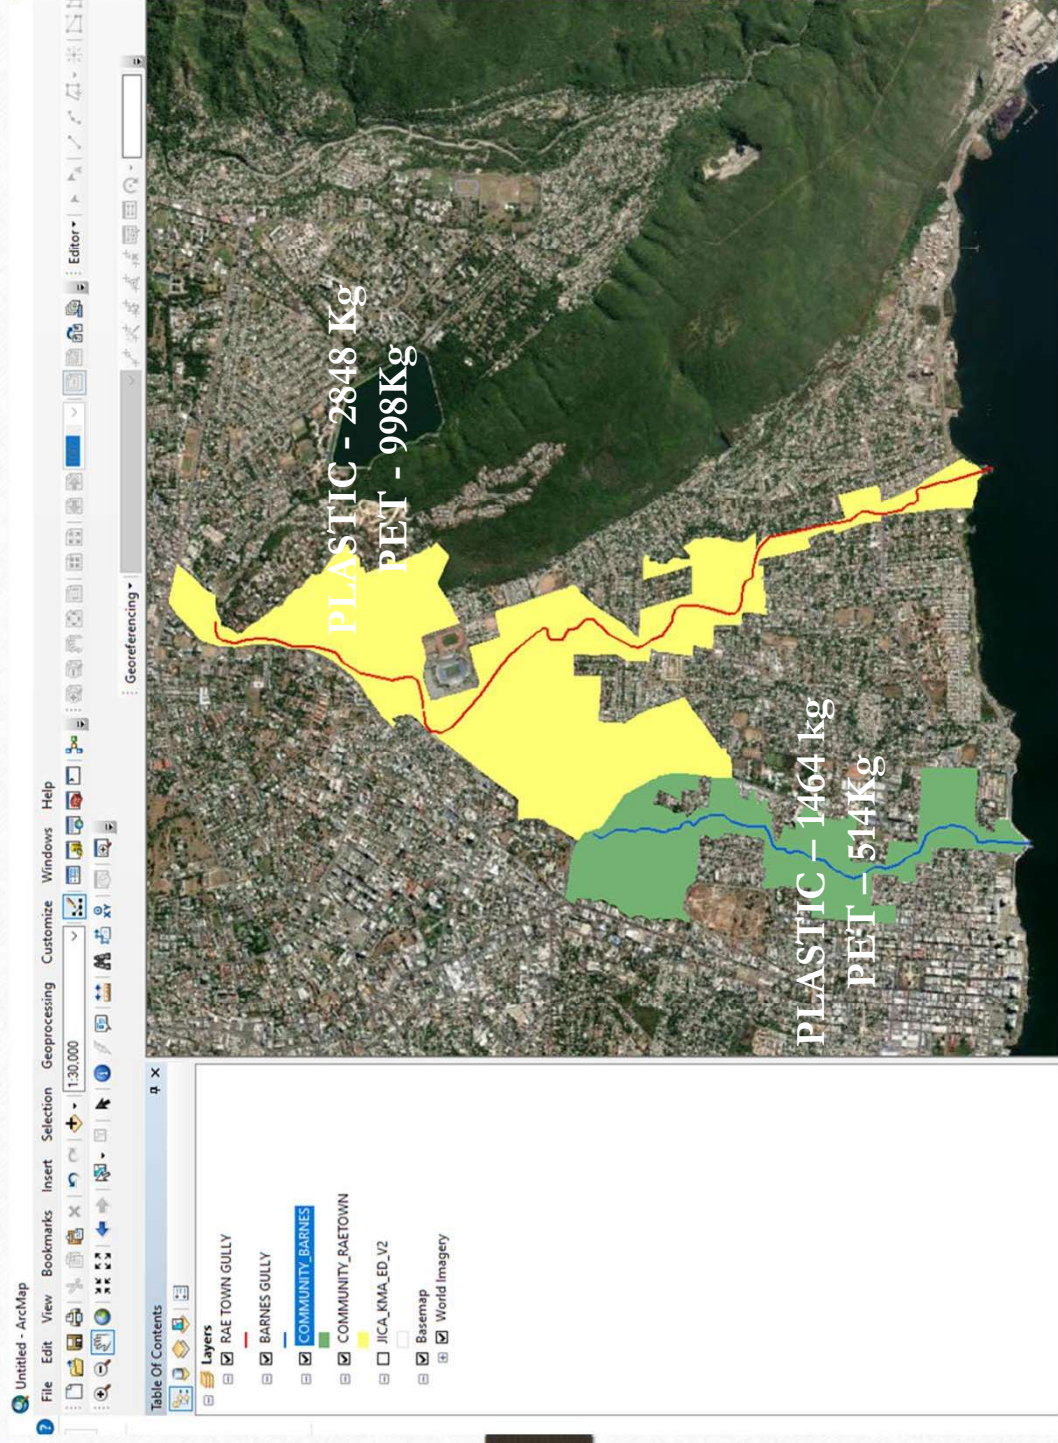 Untitled - ArcMap
File Edit View Bookmarks Insert Selection Geoprocessing Customize Windows Help
1:30,000
Editor
Georeferencing
Table Of Contents
Layers
RAE TOWN GULLY
BARNES GULLY
COMMUNITY_BARNES
COMMUNITY_RAETOWN
JICA_KMA_ED_V2
Basemap
World Imagery
PLASTIC - 2848 Kg
PET - 998Kg
PLASTIC – 1464 kg
PET – 514Kg